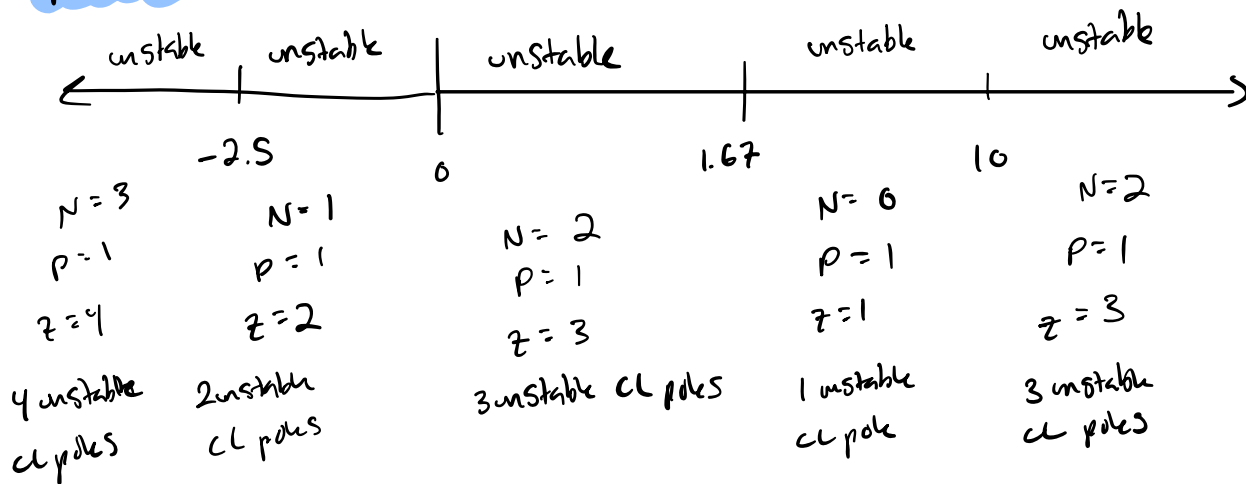 unstable unstable unstable unstable unstable
-2.5 0 1.67 10
N = 3 N = 1 N = 2 N = 0 N = 2
P = 1 P = 1 P = 1 P = 1 P = 1
z = 4 z = 2 z = 3 z = 1 z = 3
4 unstable 2 unstable 3 unstable CL poles 1 unstable 3 unstable
CL poles CL poles CL pole CL poles